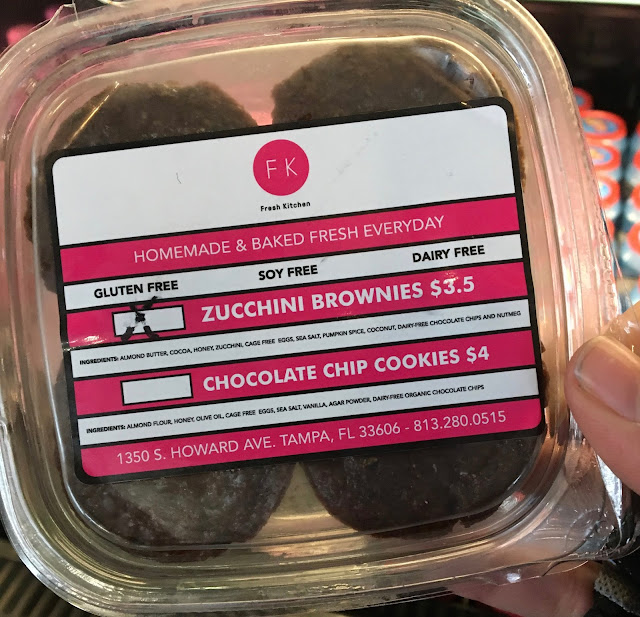 FK
Fresh Kitchen
HOMEMADE & BAKED FRESH EVERYDAY
GLUTEN FREE SOY FREE DAIRY FREE
X ZUCCHINI BROWNIES $3.5
INGREDIENTS: ALMOND BUTTER, COCOA, HONEY, ZUCCHINI, CAGE FREE EGGS, SEA SALT, PUMPKIN SPICE, COCONUT, DAIRY-FREE CHOCOLATE CHIPS AND NUTMEG
CHOCOLATE CHIP COOKIES $4
INGREDIENTS: ALMOND FLOUR, HONEY, OLIVE OIL, CAGE FREE EGGS, SEA SALT, VANILLA, AGAR POWDER, DAIRY-FREE ORGANIC CHOCOLATE CHIPS
1350 S. HOWARD AVE. TAMPA, FL 33606 - 813.280.0515